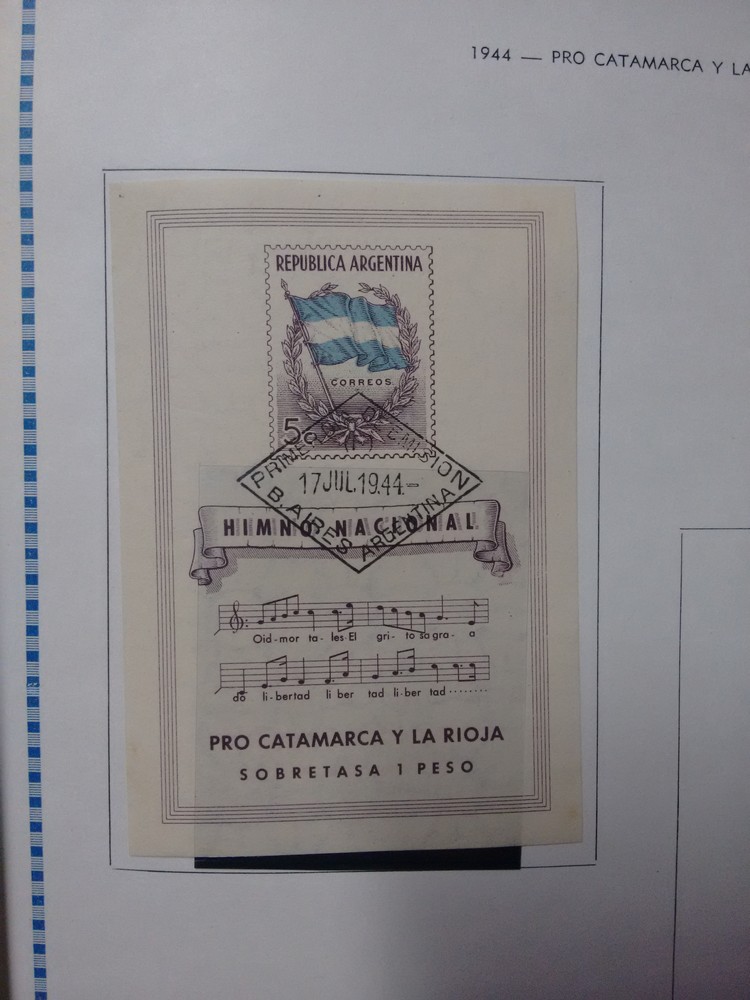 1944 — PRO CATAMARCA Y LA
REPUBLICA ARGENTINA
CORREOS
5c
PRIMER DIA DE EMISION
17 JUL.1944.-
B. AIRES ARGENTINA
HIMNO NACIONAL
Oid-mor ta-les-El gri-to sa gra-a
do li-bertad li ber tad li-ber tad ........
PRO CATAMARCA Y LA RIOJA
SOBRETASA 1 PESO